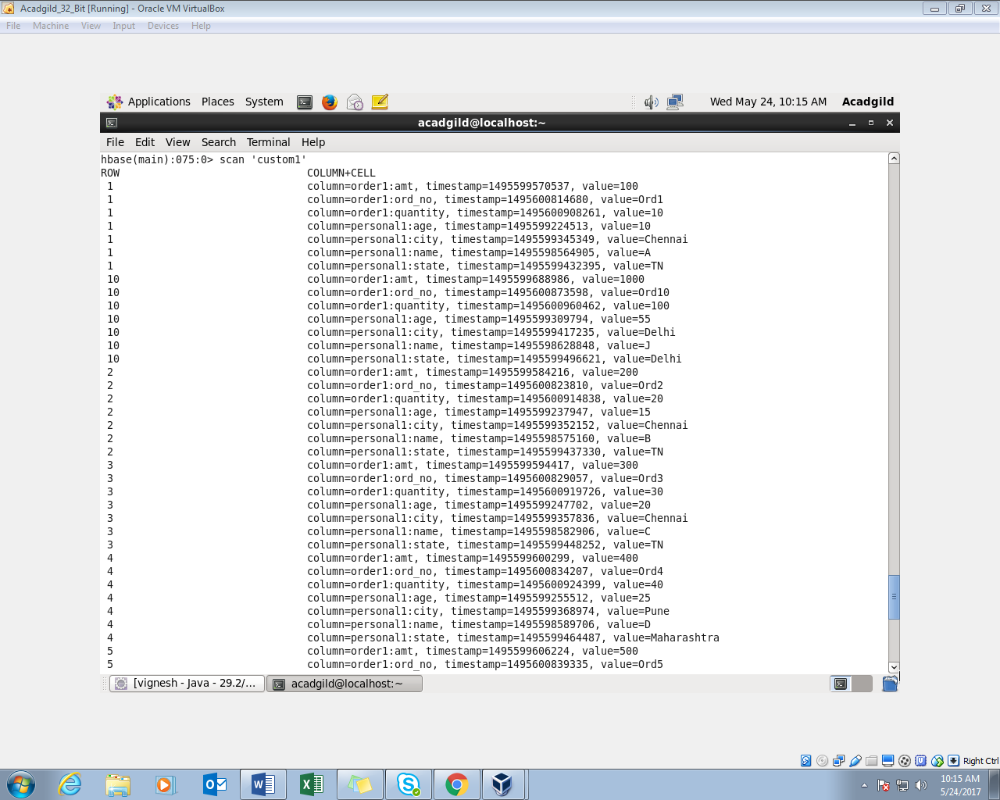 Acadgild_32_Bit [Running] - Oracle VM VirtualBox
File Machine View Input Devices Help
Applications Places System Wed May 24, 10:15 AM Acadgild
acadgild@localhost:~
File Edit View Search Terminal Help
hbase(main):075:0> scan 'custom1'
ROW COLUMN+CELL
1 column=order1:amt, timestamp=1495599570537, value=100
1 column=order1:ord_no, timestamp=1495600814680, value=Ord1
1 column=order1:quantity, timestamp=1495600908261, value=10
1 column=personal1:age, timestamp=1495599224513, value=10
1 column=personal1:city, timestamp=1495599345349, value=Chennai
1 column=personal1:name, timestamp=1495598564905, value=A
1 column=personal1:state, timestamp=1495599432395, value=TN
10 column=order1:amt, timestamp=1495599688986, value=1000
10 column=order1:ord_no, timestamp=1495600873598, value=Ord10
10 column=order1:quantity, timestamp=1495600960462, value=100
10 column=personal1:age, timestamp=1495599309794, value=55
10 column=personal1:city, timestamp=1495599417235, value=Delhi
10 column=personal1:name, timestamp=1495598628848, value=J
10 column=personal1:state, timestamp=1495599496621, value=Delhi
2 column=order1:amt, timestamp=1495599584216, value=200
2 column=order1:ord_no, timestamp=1495600823810, value=Ord2
2 column=order1:quantity, timestamp=1495600914838, value=20
2 column=personal1:age, timestamp=1495599237947, value=15
2 column=personal1:city, timestamp=1495599352152, value=Chennai
2 column=personal1:name, timestamp=1495598575160, value=B
2 column=personal1:state, timestamp=1495599437330, value=TN
3 column=order1:amt, timestamp=1495599594417, value=300
3 column=order1:ord_no, timestamp=1495600829057, value=Ord3
3 column=order1:quantity, timestamp=1495600919726, value=30
3 column=personal1:age, timestamp=1495599247702, value=20
3 column=personal1:city, timestamp=1495599357836, value=Chennai
3 column=personal1:name, timestamp=1495598582906, value=C
3 column=personal1:state, timestamp=1495599448252, value=TN
4 column=order1:amt, timestamp=1495599600299, value=400
4 column=order1:ord_no, timestamp=1495600834207, value=Ord4
4 column=order1:quantity, timestamp=1495600924399, value=40
4 column=personal1:age, timestamp=1495599255512, value=25
4 column=personal1:city, timestamp=1495599368974, value=Pune
4 column=personal1:name, timestamp=1495598589706, value=D
4 column=personal1:state, timestamp=1495599464487, value=Maharashtra
5 column=order1:amt, timestamp=1495599606224, value=500
5 column=order1:ord_no, timestamp=1495600839335, value=Ord5
[vignesh - Java - 29.2/... acadgild@localhost:~
Right Ctrl
10:15 AM
5/24/2017